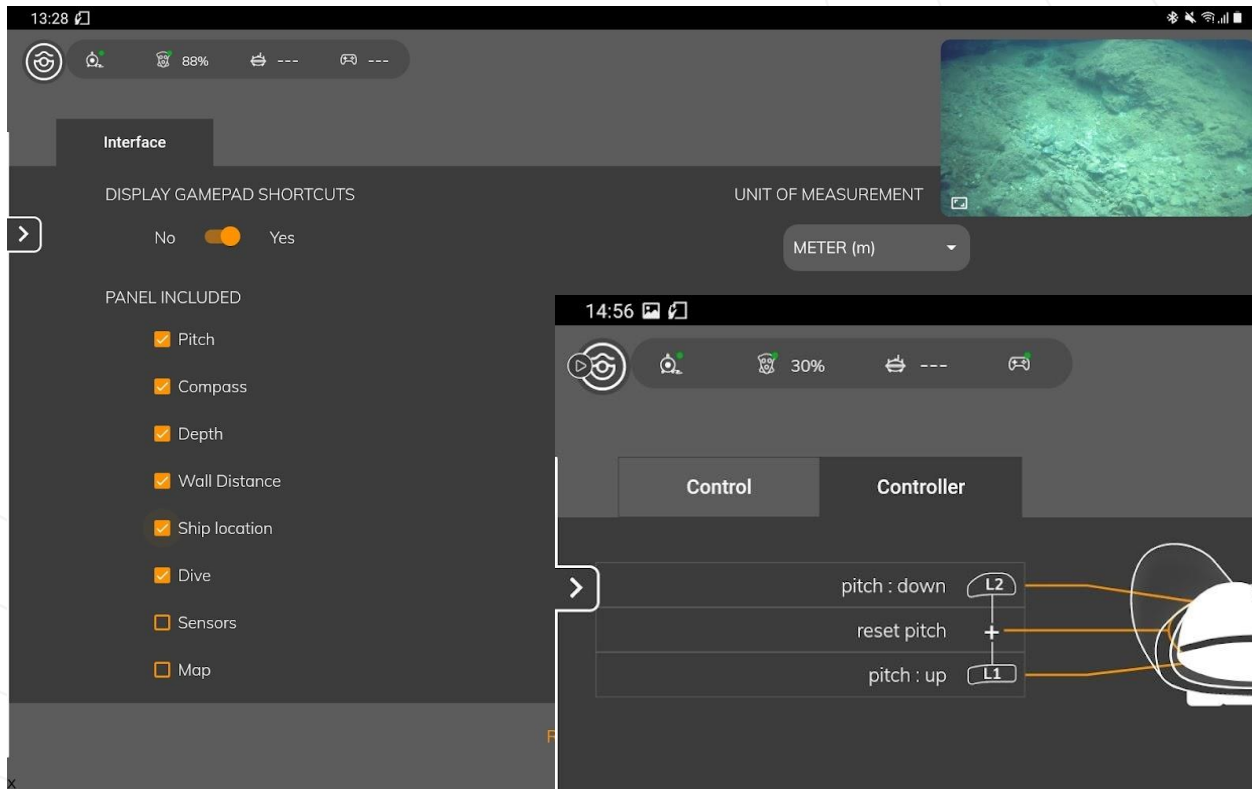 13:28
88%
---
---
Interface
DISPLAY GAMEPAD SHORTCUTS
No
Yes
UNIT OF MEASUREMENT
METER (m)
PANEL INCLUDED
Pitch
Compass
Depth
Wall Distance
Ship location
Dive
Sensors
Map
x
14:56
30%
---
Control
Controller
pitch : down L2
reset pitch +
pitch : up L1